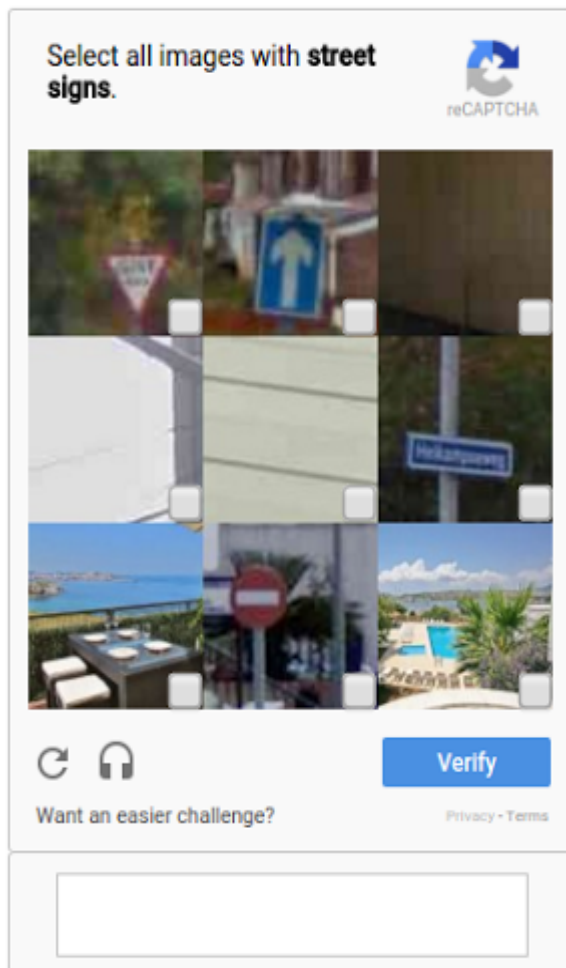 Select all images with street
signs.
reCAPTCHA
Want an easier challenge?
Verify
Privacy - Terms